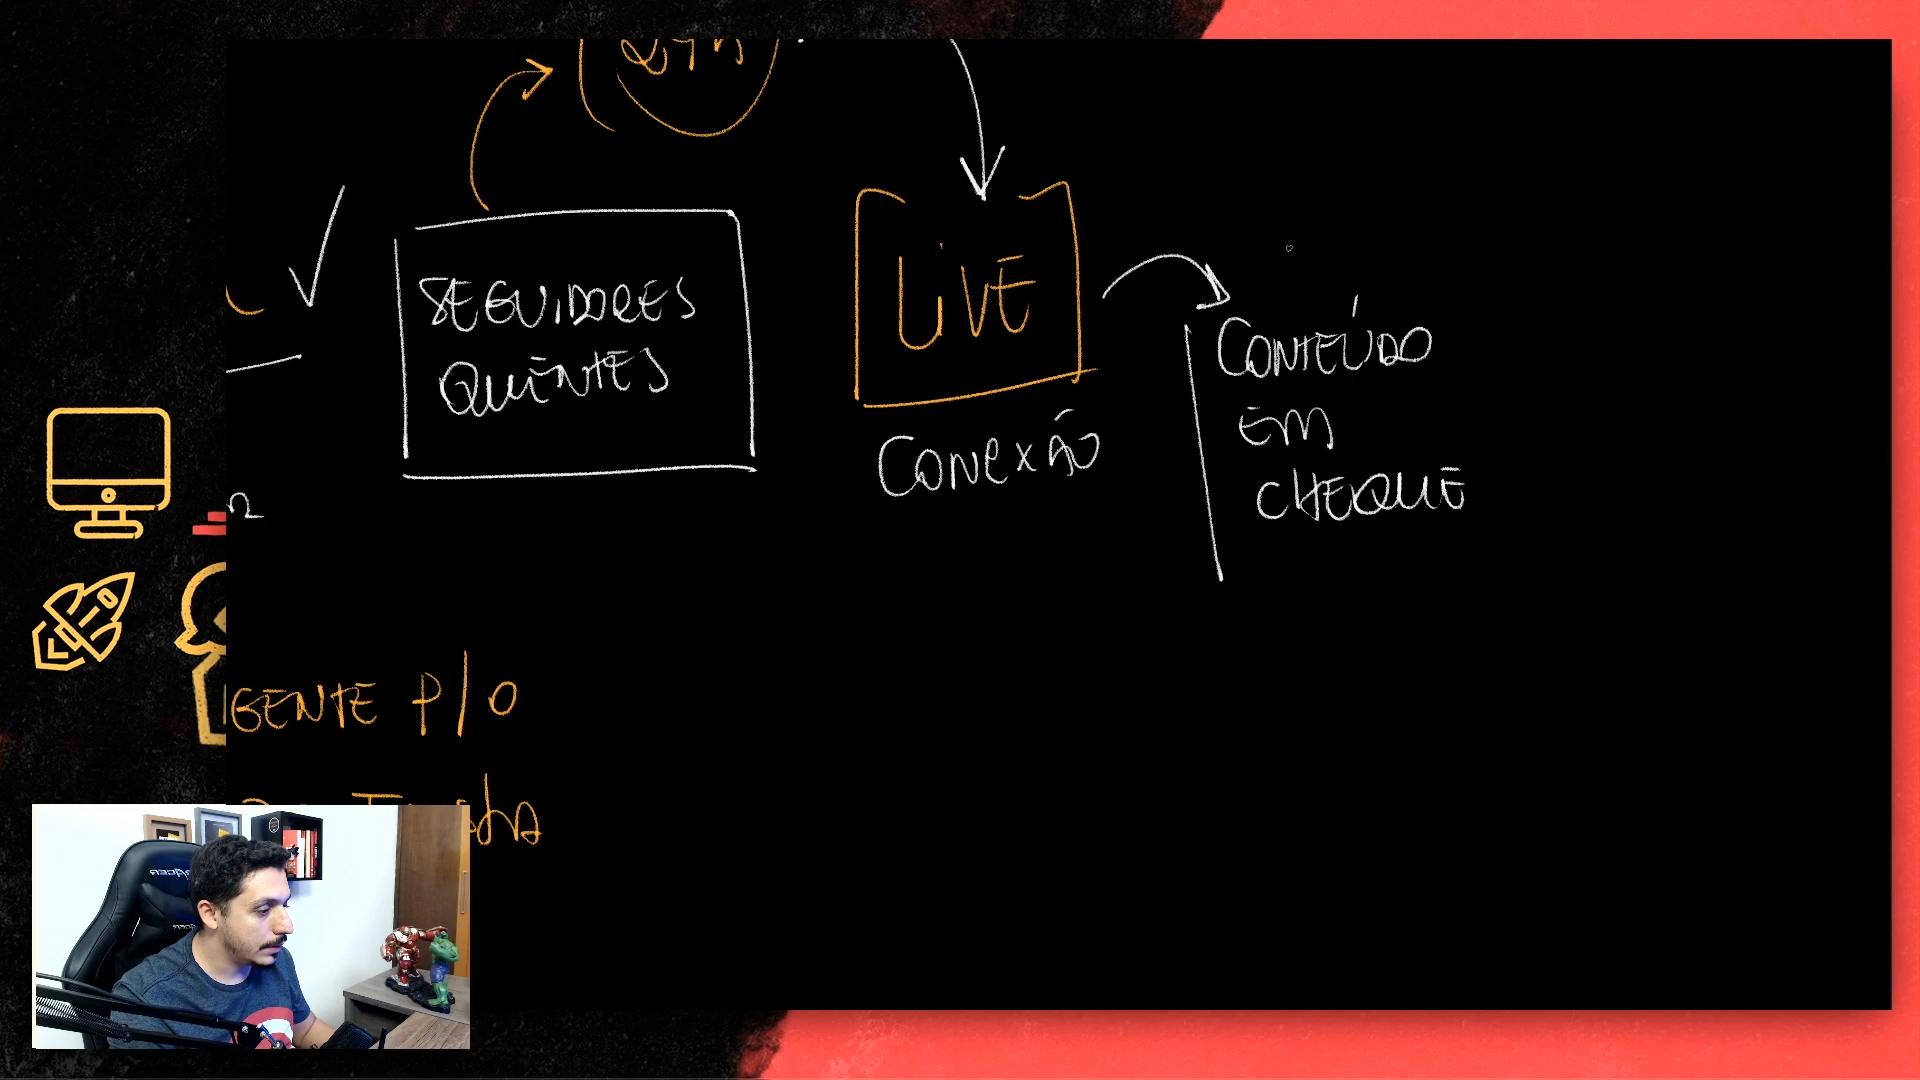 SEGUIDORES
QUENTES
LIVE
CONEXÃO
CONTEÚDO
EM
CHEQUE
GENTE P/ O